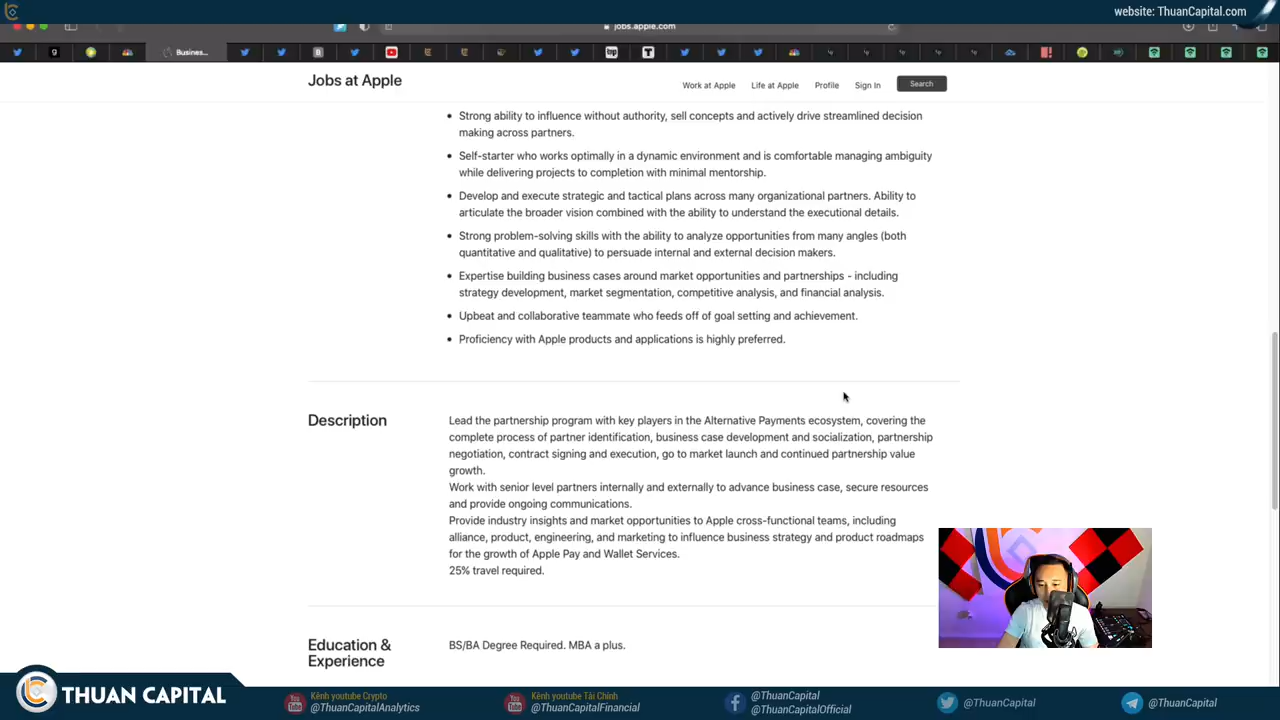 website: ThuanCapital.com
jobs.apple.com
Busines...
Jobs at Apple
Work at Apple
Life at Apple
Profile
Sign In
Search
• Strong ability to influence without authority, sell concepts and actively drive streamlined decision
making across partners.
• Self-starter who works optimally in a dynamic environment and is comfortable managing ambiguity
while delivering projects to completion with minimal mentorship.
• Develop and execute strategic and tactical plans across many organizational partners. Ability to
articulate the broader vision combined with the ability to understand the executional details.
• Strong problem-solving skills with the ability to analyze opportunities from many angles (both
quantitative and qualitative) to persuade internal and external decision makers.
• Expertise building business cases around market opportunities and partnerships - including
strategy development, market segmentation, competitive analysis, and financial analysis.
• Upbeat and collaborative teammate who feeds off of goal setting and achievement.
• Proficiency with Apple products and applications is highly preferred.
Description
Lead the partnership program with key players in the Alternative Payments ecosystem, covering the
complete process of partner identification, business case development and socialization, partnership
negotiation, contract signing and execution, go to market launch and continued partnership value
growth.
Work with senior level partners internally and externally to advance business case, secure resources
and provide ongoing communications.
Provide industry insights and market opportunities to Apple cross-functional teams, including
alliance, product, engineering, and marketing to influence business strategy and product roadmaps
for the growth of Apple Pay and Wallet Services.
25% travel required.
Education &
Experience
BS/BA Degree Required. MBA a plus.
THUAN CAPITAL
Kênh youtube Crypto
@ThuanCapitalAnalytics
Kênh youtube Tài Chính
@ThuanCapitalFinancial
@ThuanCapital
@ThuanCapitalOfficial
@ThuanCapital
@ThuanCapital